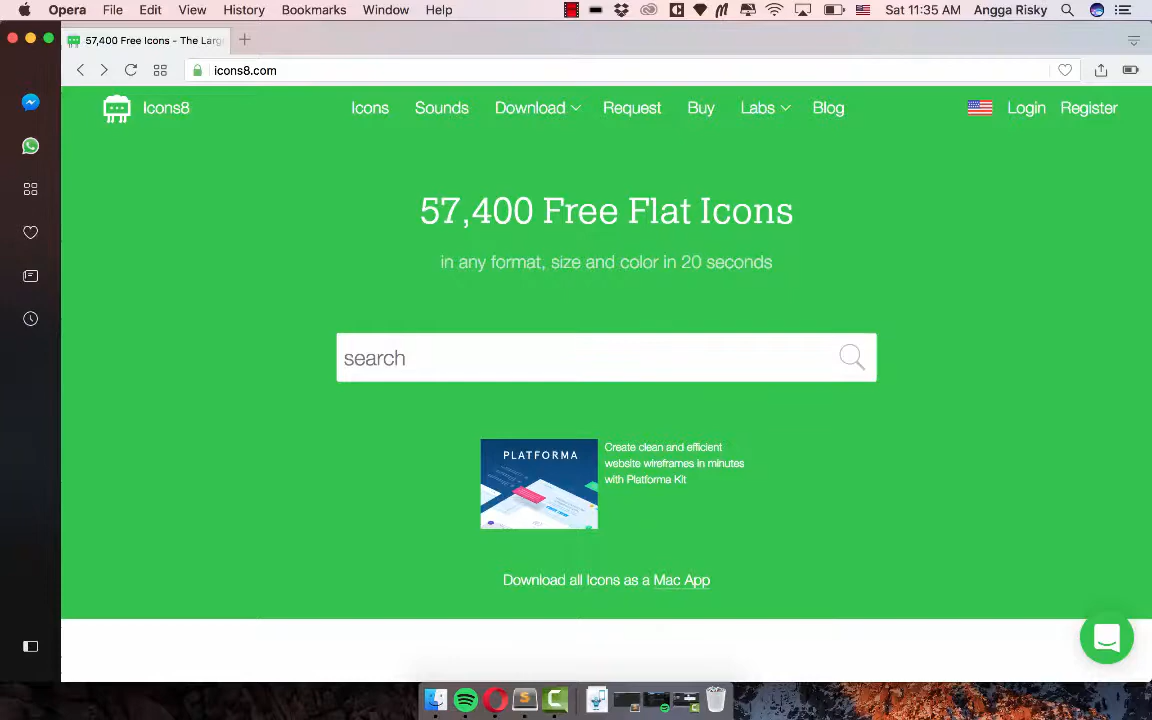 Opera File Edit View History Bookmarks Window Help Sat 11:35 AM Angga Risky
57,400 Free Icons - The Larg
icons8.com
Icons8 Icons Sounds Download Request Buy Labs Blog Login Register
57,400 Free Flat Icons
in any format, size and color in 20 seconds
search
PLATFORMA
Create clean and efficient
website wireframes in minutes
with Platforma Kit
Download all Icons as a Mac App